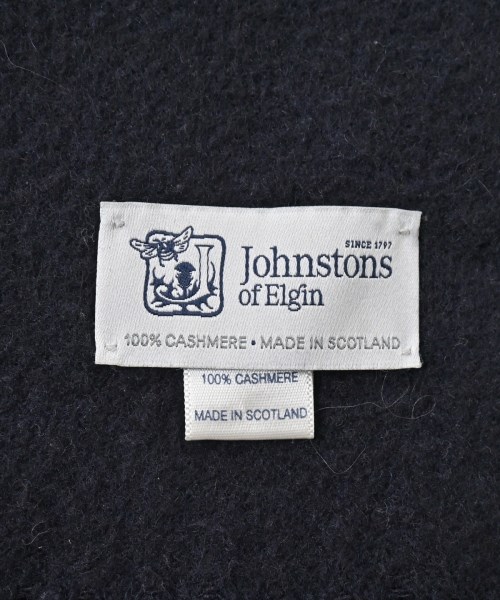 SINCE 1797
Johnstons
of Elgin
100% CASHMERE • MADE IN SCOTLAND
100% CASHMERE
MADE IN SCOTLAND